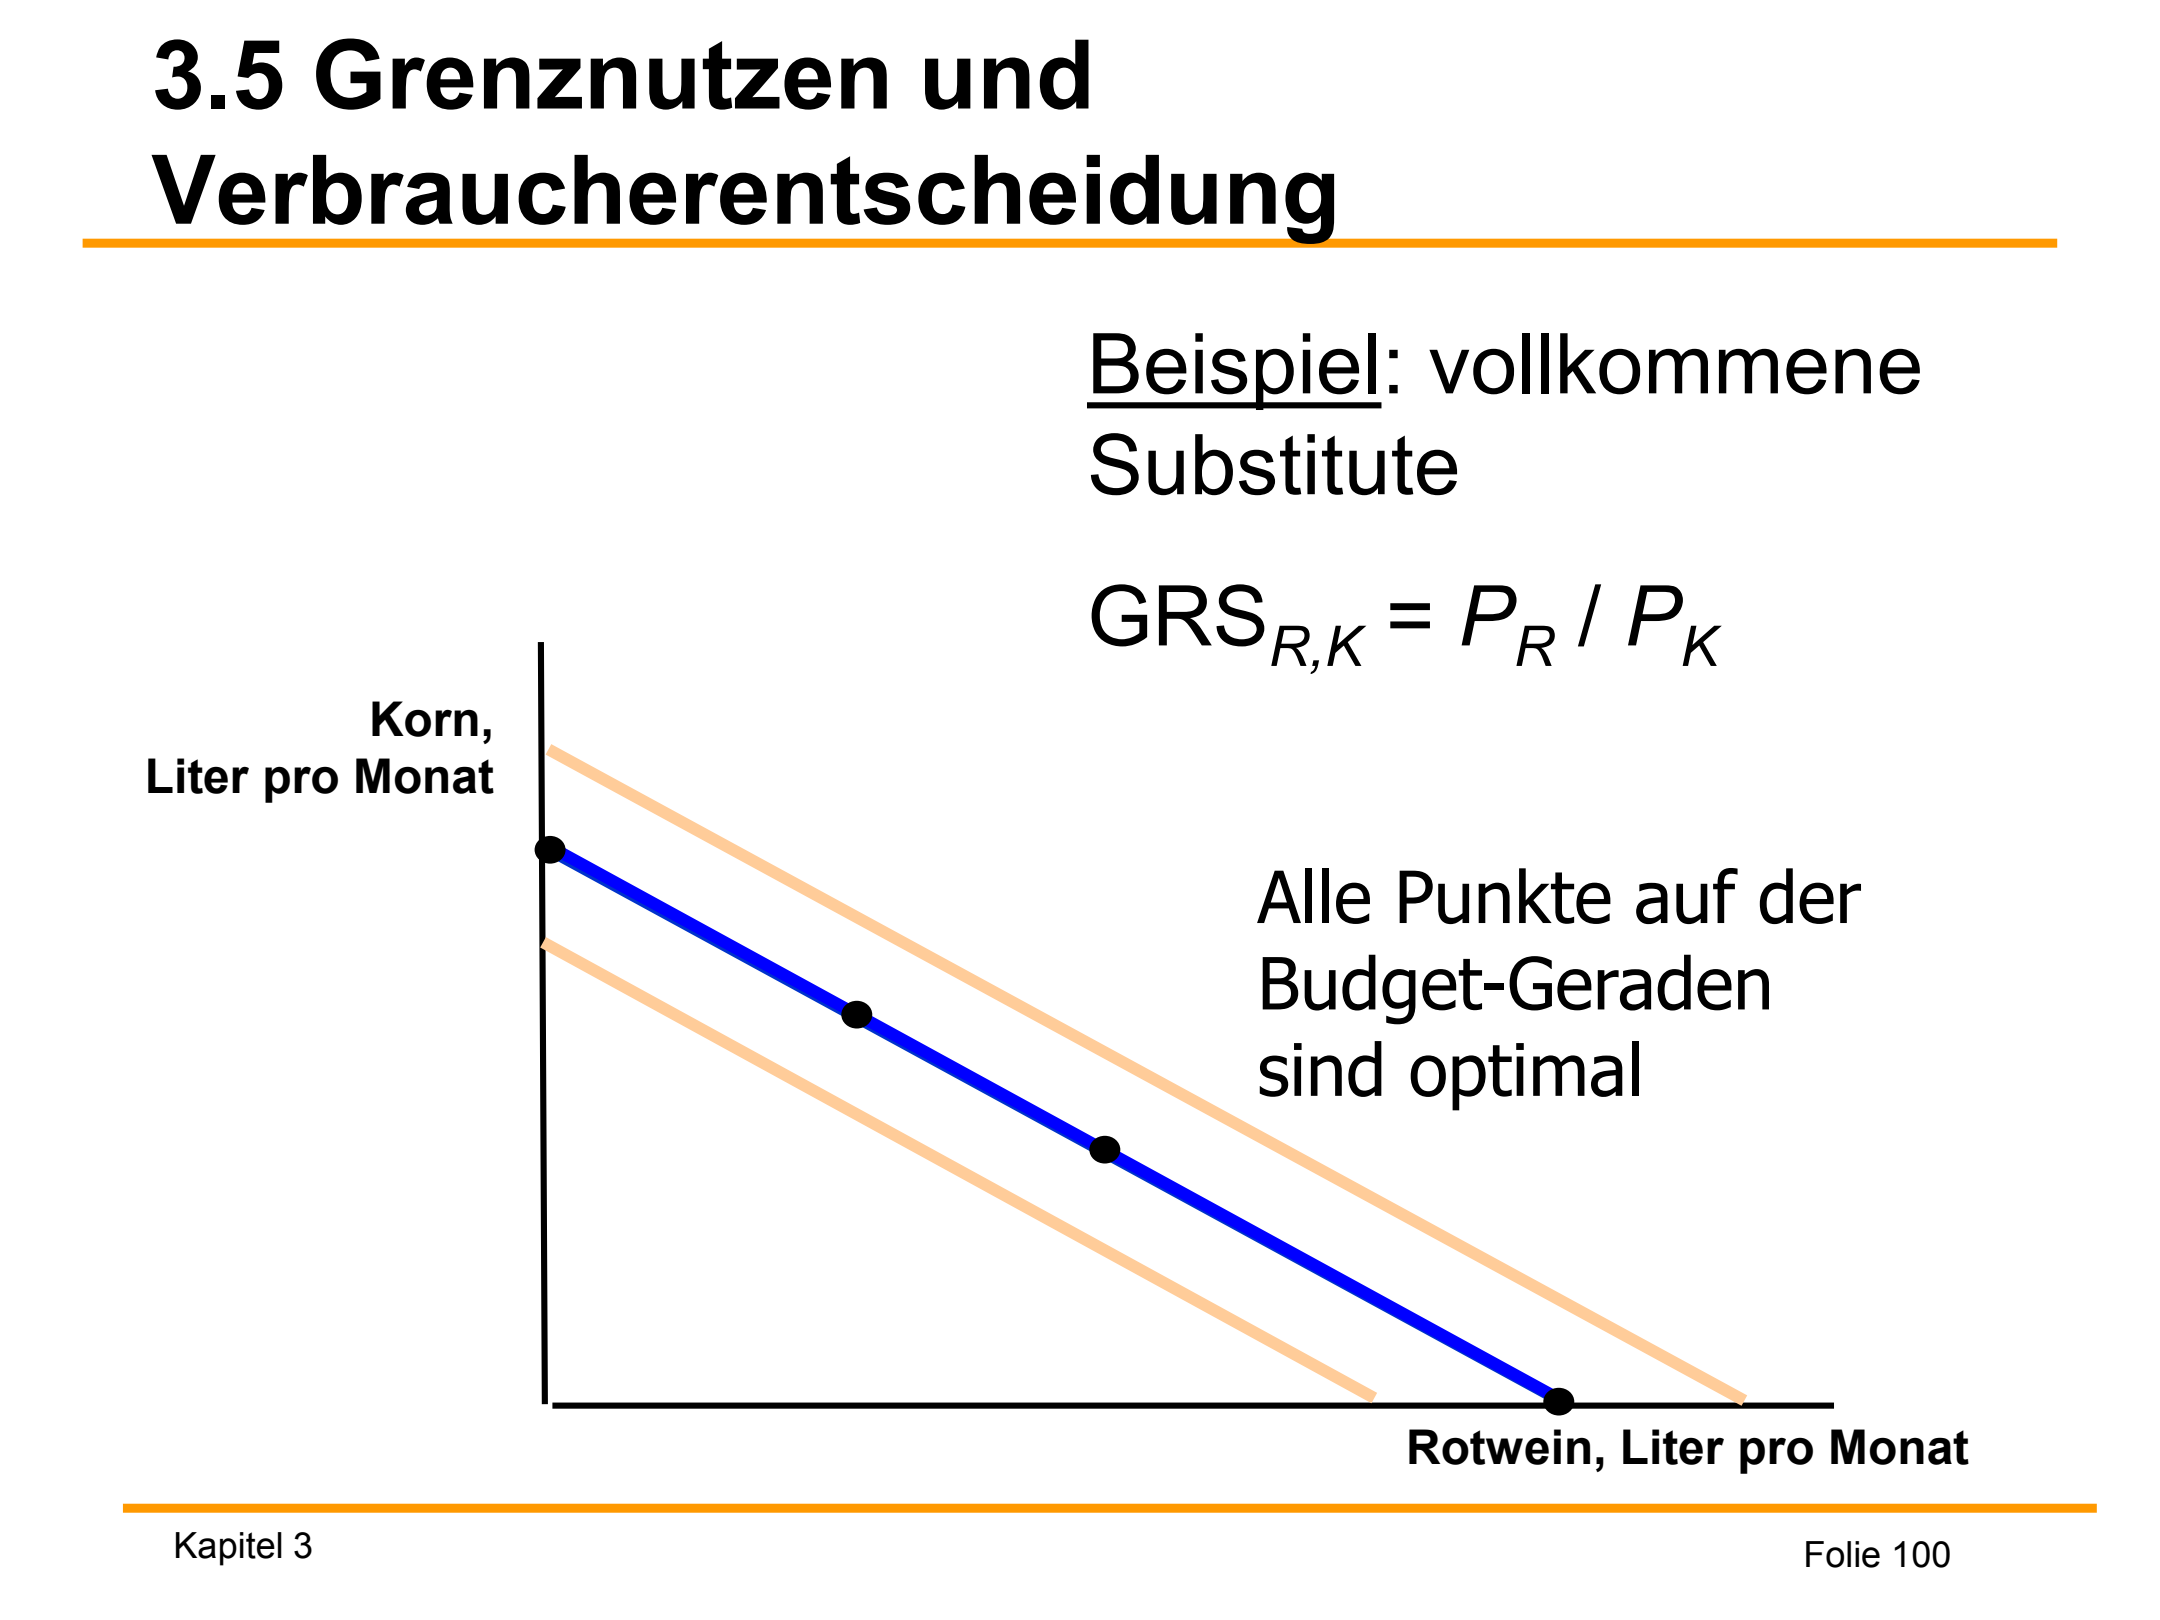 3.5 Grenznutzen und
Verbraucherentscheidung
Beispiel: vollkommene
Substitute
GRS_{R,K} = P_R / P_K
Korn,
Liter pro Monat
Alle Punkte auf der
Budget-Geraden
sind optimal
Rotwein, Liter pro Monat
Kapitel 3
Folie 100